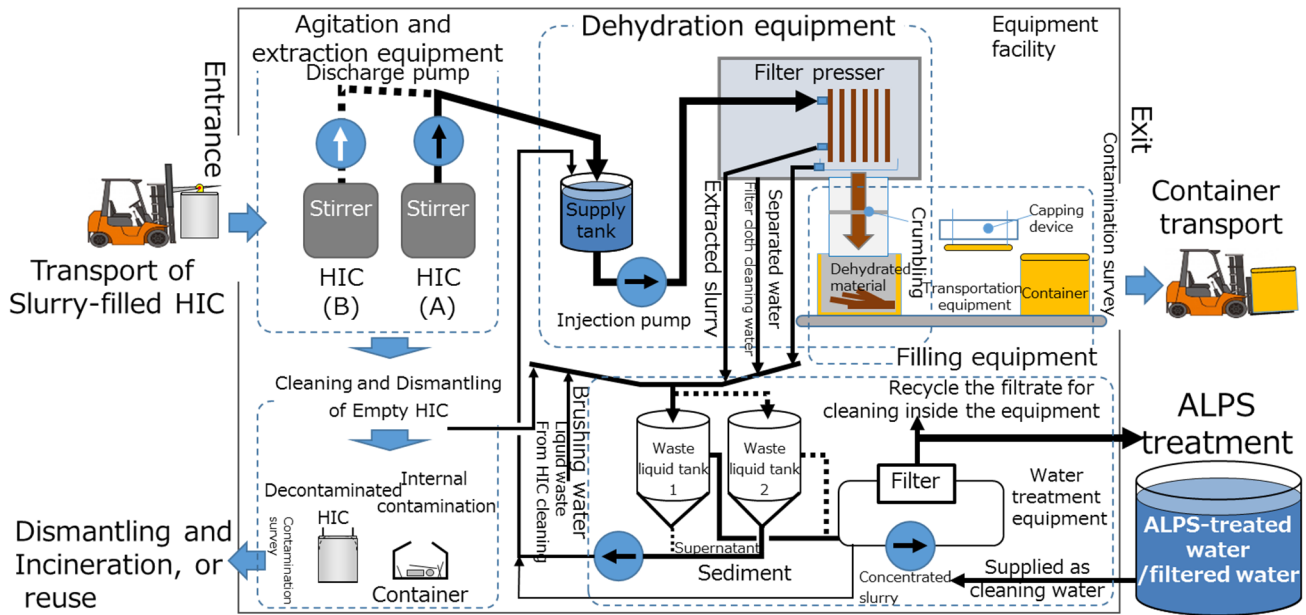 Agitation and
extraction equipment
Discharge pump
Dehydration equipment
Equipment
facility
Filter presser
Entrance
Exit
Stirrer
Stirrer
HIC
(B)
HIC
(A)
Supply
tank
Injection pump
Extracted slurry
Filter cloth cleaning water
Separated water
Crumbling
Dehydrated
material
Capping
device
Transportation
equipment
Container
Contamination survey
Filling equipment
Transport of
Slurry-filled HIC
Container
transport
Cleaning and Dismantling
of Empty HIC
Brushing water
Liquid waste
From HIC cleaning
Waste
liquid tank
1
Waste
liquid tank
2
Recycle the filtrate for
cleaning inside the equipment
Filter
Water
treatment
equipment
ALPS
treatment
ALPS-treated
water
/filtered water
Supplied as
cleaning water
Concentrated
slurry
Supernatant
Sediment
Decontaminated
HIC
Internal
contamination
Contamination
survey
Container
Dismantling and
Incineration, or
reuse